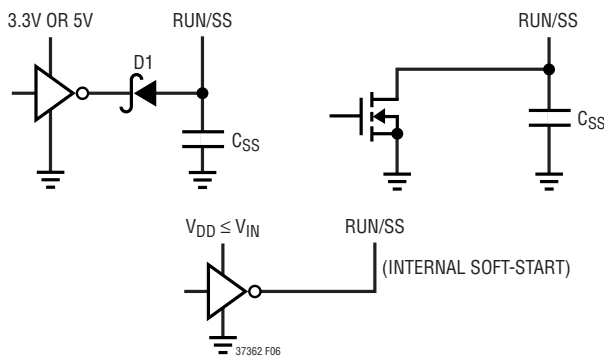 3.3V OR 5V
RUN/SS
D1
CSS
RUN/SS
CSS
VDD ≤ VIN
RUN/SS
(INTERNAL SOFT-START)
37362 F06